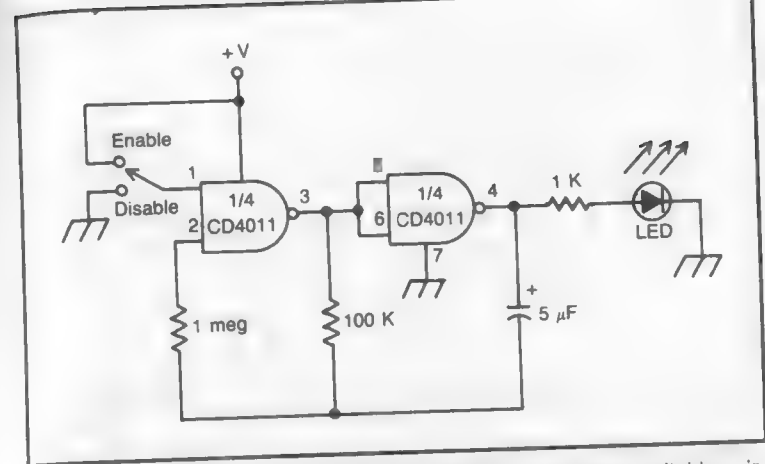 + V
Enable
Disable
1
2
1/4
CD4011
3
6
1/4
CD4011
4
7
1 K
LED
1 meg
100 K
+
5 μF